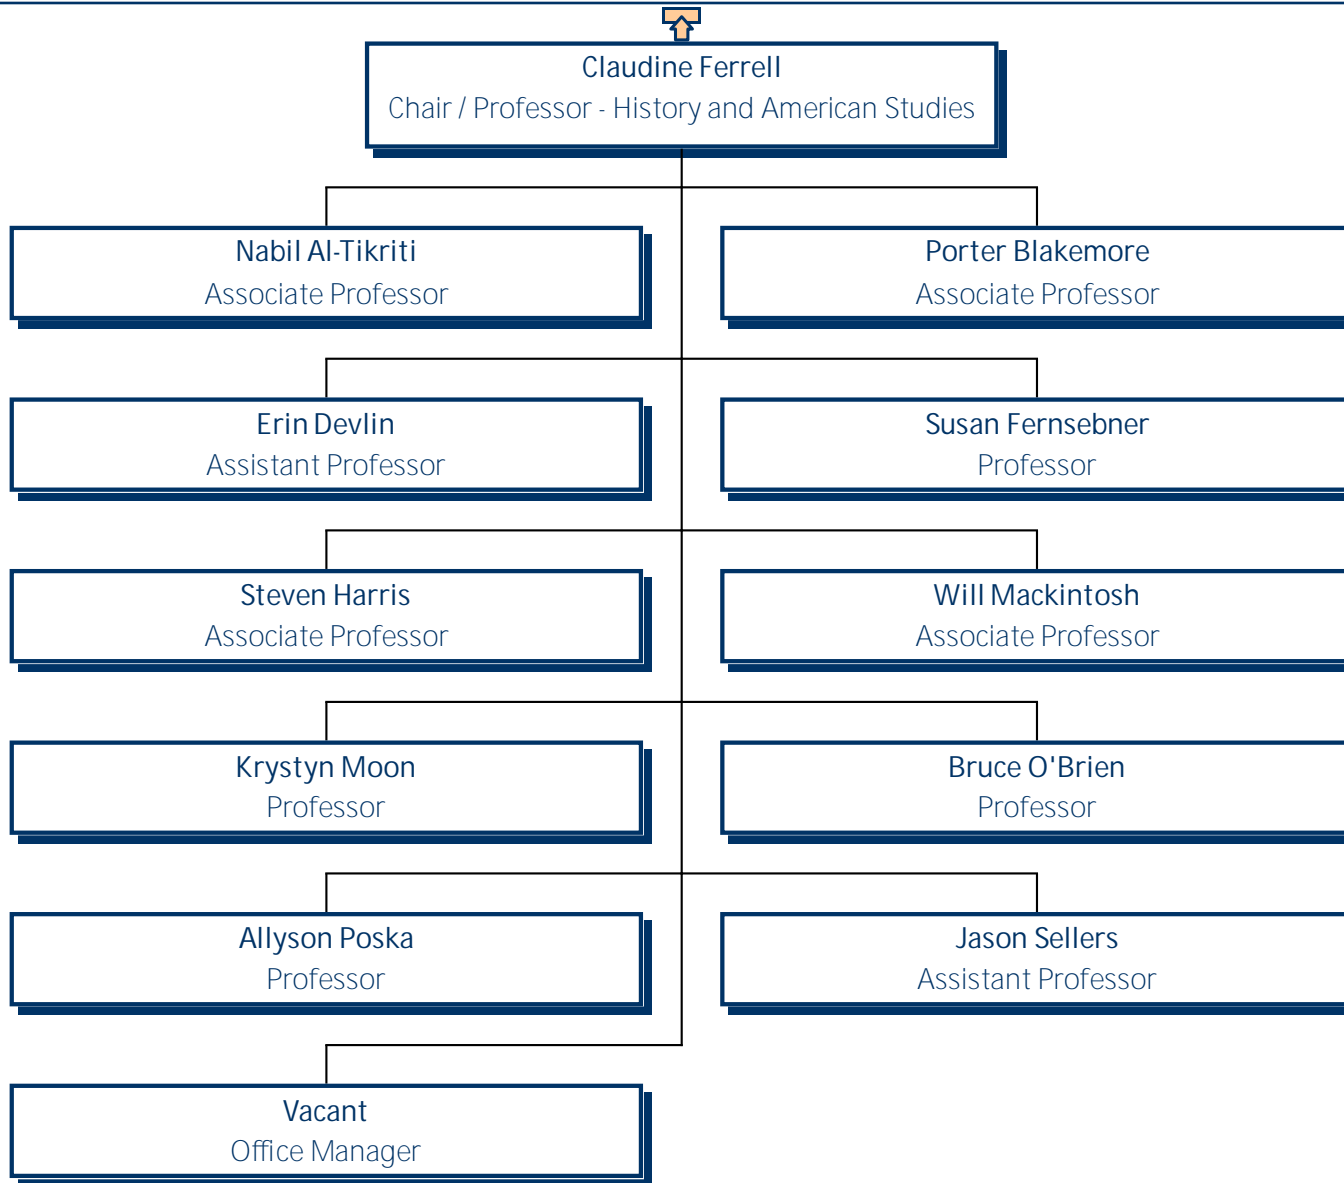 Claudine Ferrell
Chair / Professor - History and American Studies
Nabil Al-Tikriti
Associate Professor
Porter Blakemore
Associate Professor
Erin Devlin
Assistant Professor
Susan Fernsebner
Professor
Steven Harris
Associate Professor
Will Mackintosh
Associate Professor
Krystyn Moon
Professor
Bruce O'Brien
Professor
Allyson Poska
Professor
Jason Sellers
Assistant Professor
Vacant
Office Manager